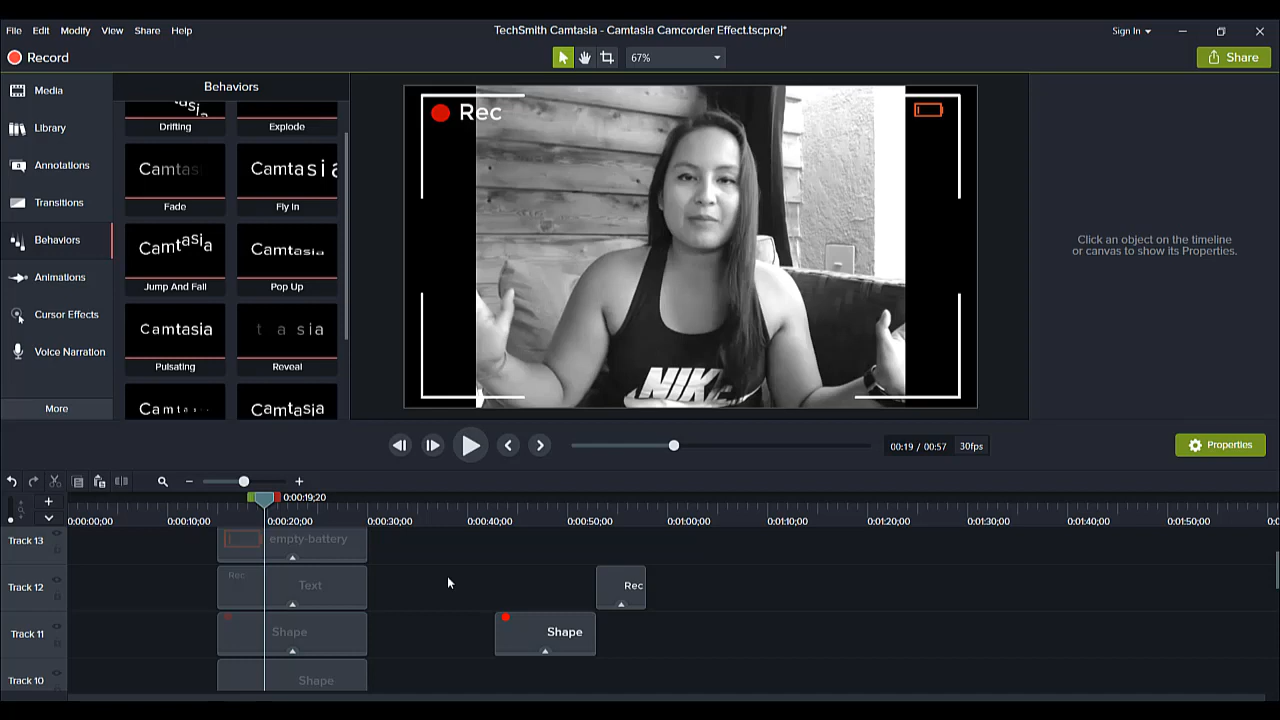 TechSmith Camtasia - Camtasia Camcorder Effect.tscproj*
File Edit Modify View Share Help
Sign In
Record
67%
Share
Media
Library
Annotations
Transitions
Behaviors
Animations
Cursor Effects
Voice Narration
More
Behaviors
Drifting
Explode
Camtas
Camtasia
Fade
Fly In
Camtasia
Camtasia
Jump And Fall
Pop Up
Camtasia
t a sia
Pulsating
Reveal
Camtasia
Rec
NIKE
Click an object on the timeline
or canvas to show its Properties.
00:19 / 00:57
30fps
Properties
0:00:19;20
0:00:00;00
0:00:10;00
0:00:20;00
0:00:30;00
0:00:40;00
0:00:50;00
0:01:00;00
0:01:10;00
0:01:20;00
0:01:30;00
0:01:40;00
0:01:50;00
Track 13
empty-battery
Track 12
Rec
Text
Rec
Track 11
Shape
Shape
Track 10
Shape